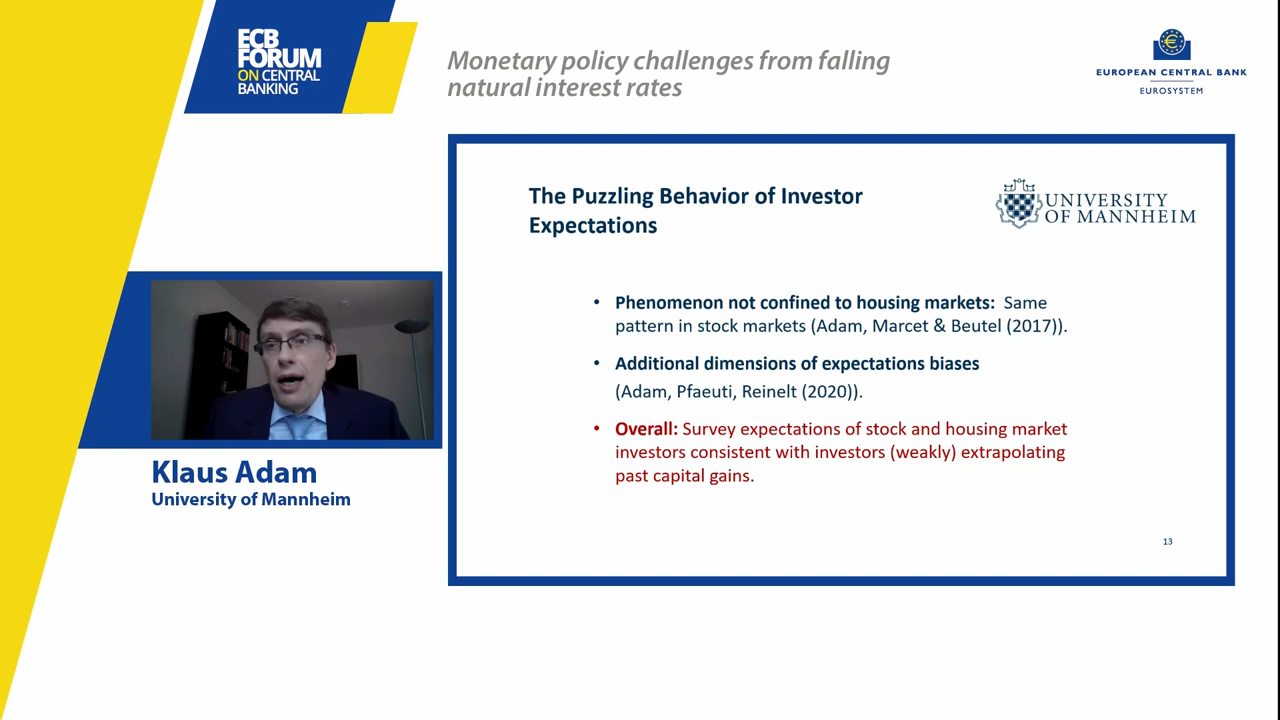 ECB
FORUM
ON CENTRAL
BANKING
Monetary policy challenges from falling
natural interest rates
EUROPEAN CENTRAL BANK
EUROSYSTEM
The Puzzling Behavior of Investor
Expectations
UNIVERSITY
OF MANNHEIM
• Phenomenon not confined to housing markets: Same
pattern in stock markets (Adam, Marcet & Beutel (2017)).
• Additional dimensions of expectations biases
(Adam, Pfaeuti, Reinelt (2020)).
• Overall: Survey expectations of stock and housing market
investors consistent with investors (weakly) extrapolating
past capital gains.
13
Klaus Adam
University of Mannheim